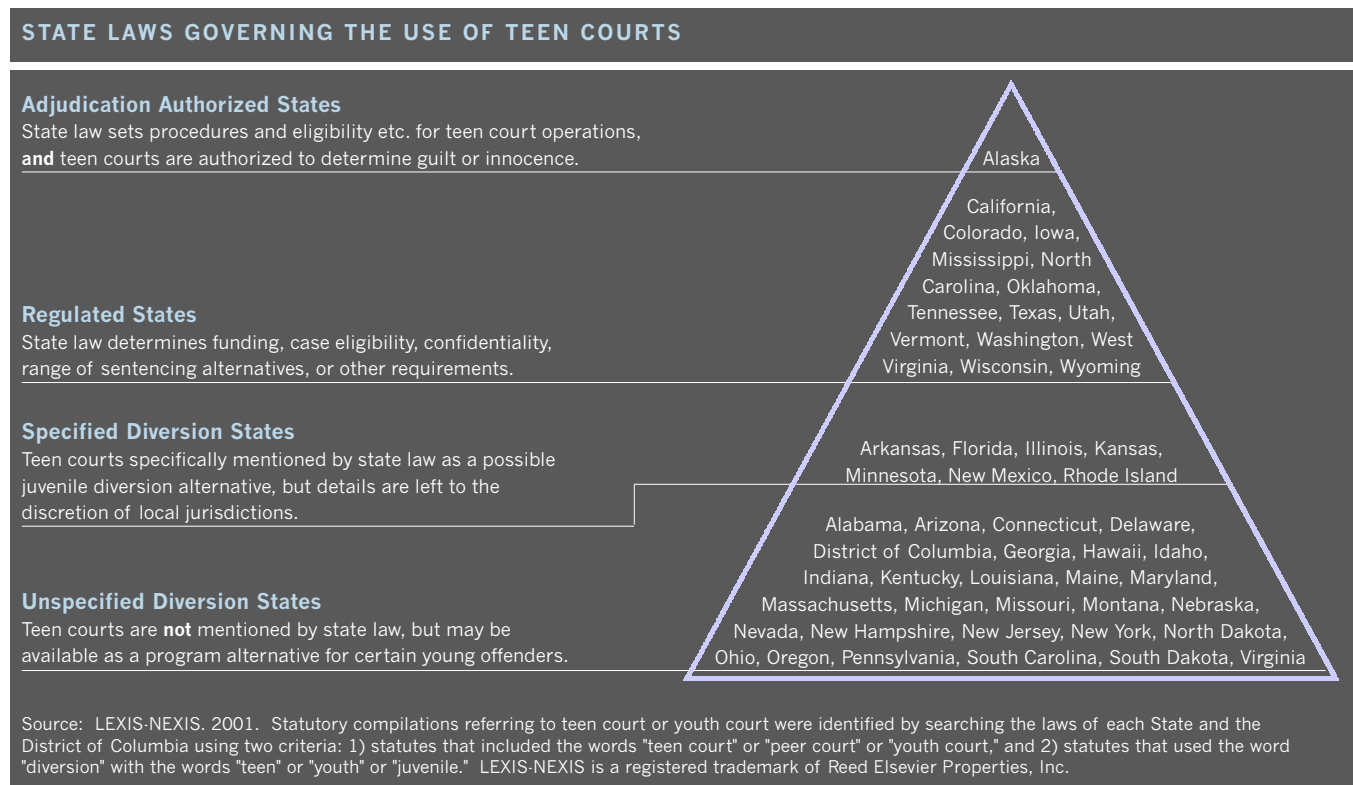 STATE LAWS GOVERNING THE USE OF TEEN COURTS
Adjudication Authorized States
State law sets procedures and eligibility etc. for teen court operations,
and teen courts are authorized to determine guilt or innocence.
Alaska
California,
Colorado, Iowa,
Mississippi, North
Carolina, Oklahoma,
Tennessee, Texas, Utah,
Vermont, Washington, West
Virginia, Wisconsin, Wyoming
Regulated States
State law determines funding, case eligibility, confidentiality,
range of sentencing alternatives, or other requirements.
Specified Diversion States
Teen courts specifically mentioned by state law as a possible
juvenile diversion alternative, but details are left to the
discretion of local jurisdictions.
Arkansas, Florida, Illinois, Kansas,
Minnesota, New Mexico, Rhode Island
Alabama, Arizona, Connecticut, Delaware,
District of Columbia, Georgia, Hawaii, Idaho,
Indiana, Kentucky, Louisiana, Maine, Maryland,
Massachusetts, Michigan, Missouri, Montana, Nebraska,
Nevada, New Hampshire, New Jersey, New York, North Dakota,
Ohio, Oregon, Pennsylvania, South Carolina, South Dakota, Virginia
Unspecified Diversion States
Teen courts are not mentioned by state law, but may be
available as a program alternative for certain young offenders.
Source: LEXIS-NEXIS. 2001. Statutory compilations referring to teen court or youth court were identified by searching the laws of each State and the
District of Columbia using two criteria: 1) statutes that included the words "teen court" or "peer court" or "youth court," and 2) statutes that used the word
"diversion" with the words "teen" or "youth" or "juvenile." LEXIS-NEXIS is a registered trademark of Reed Elsevier Properties, Inc.